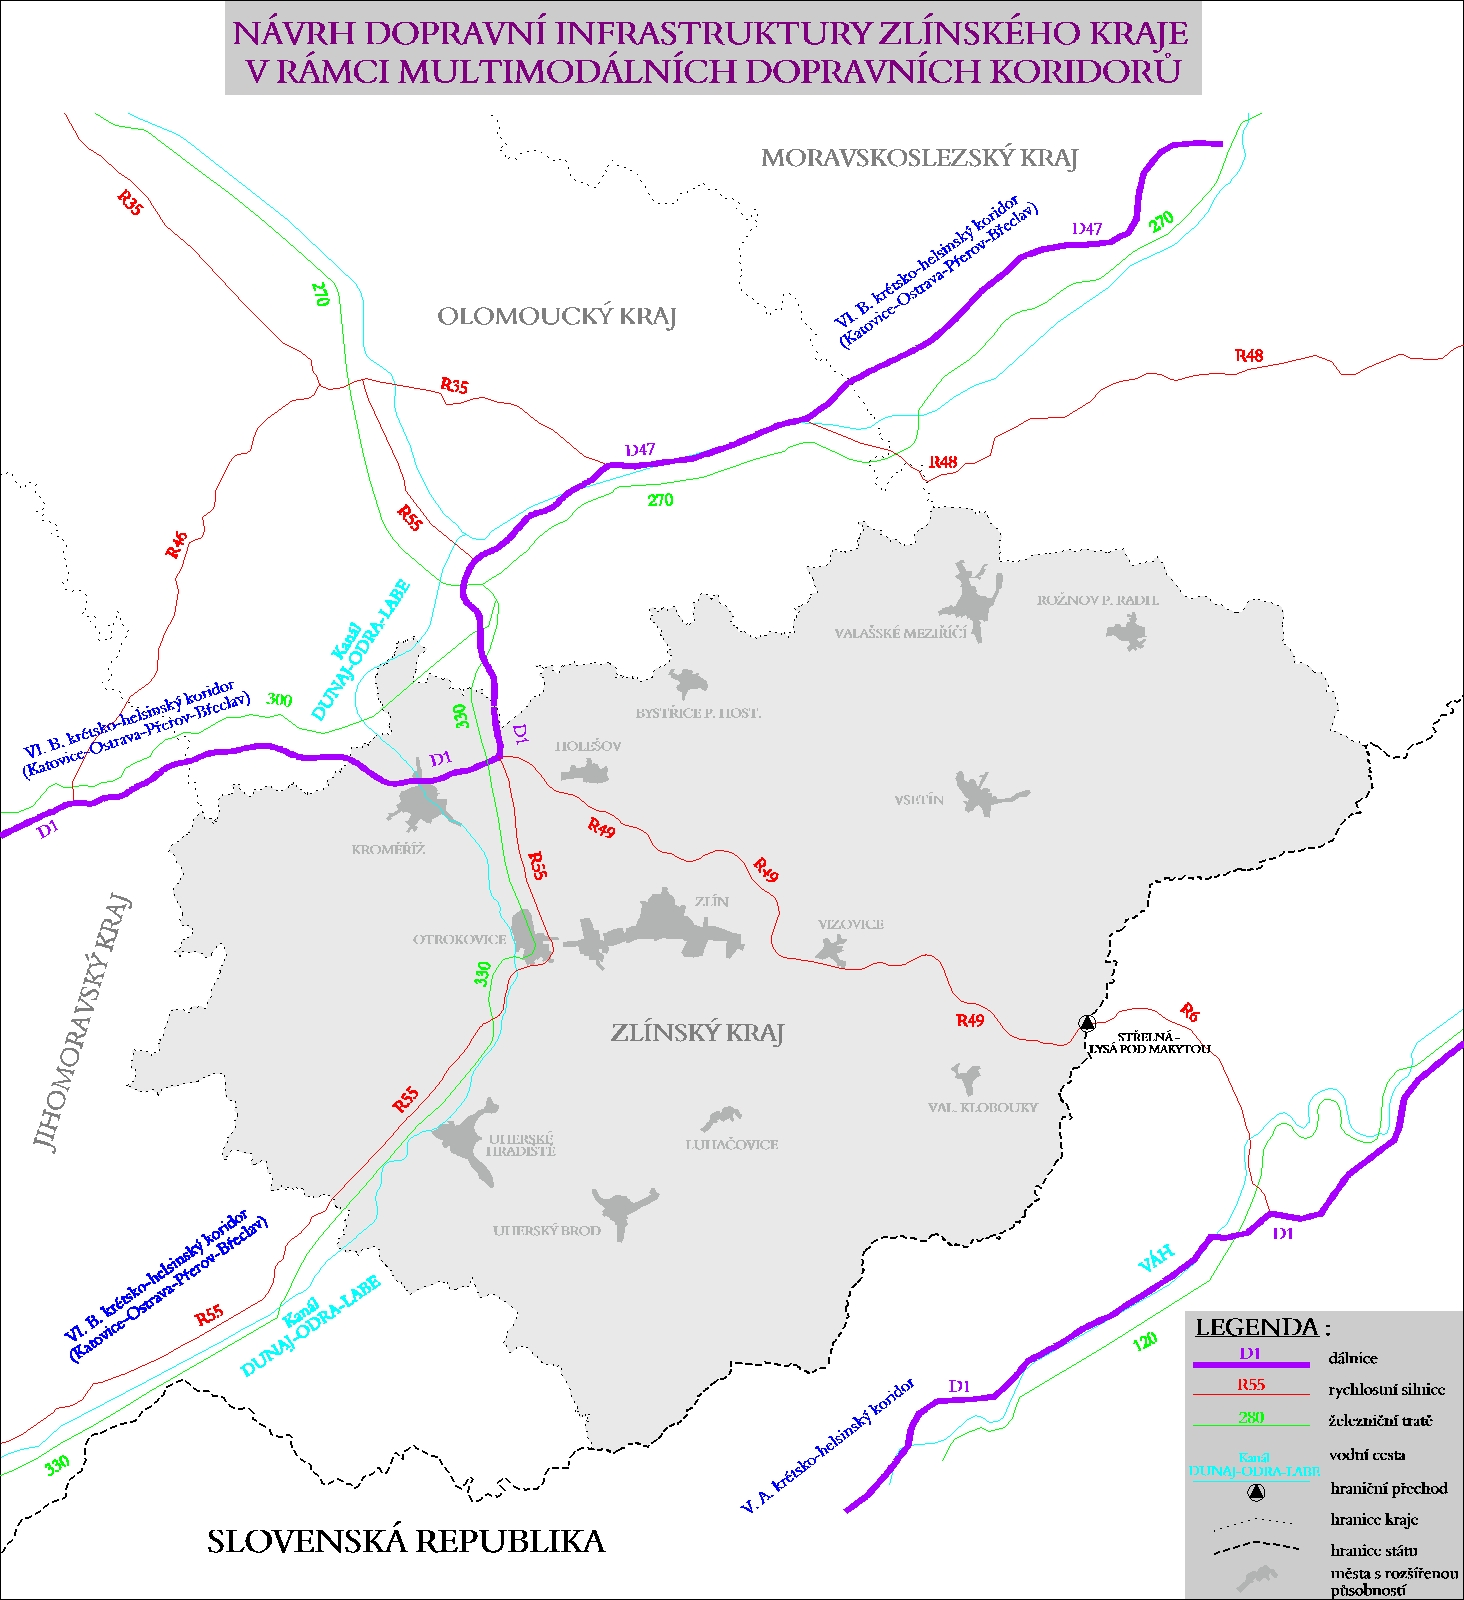 NÁVRH DOPRAVNÍ INFRASTRUKTURY ZLÍNSKÉHO KRAJE
V RÁMCI MULTIMODÁLNÍCH DOPRAVNÍCH KORIDORŮ
MORAVSKOSLEZSKÝ KRAJ
R35
VI. B. krétsko-helsinský koridor
(Katovice-Ostrava-Přerov-Břeclav)
D47
270
270
OLOMOUCKÝ KRAJ
R48
R35
D47
R48
270
R55
R46
Kanál
DUNAJ-ODRA-LABE
ROŽNOV P. RADH.
VALAŠSKÉ MEZIŘÍČÍ
VI. B. krétsko-helsinský koridor
(Katovice-Ostrava-Přerov-Břeclav)
300
330
BYSTŘICE P. HOST.
D1
HOLEŠOV
D1
VSETÍN
D1
R49
KROMĚŘÍŽ
R55
R49
ZLÍN
VIZOVICE
OTROKOVICE
JIHOMORAVSKÝ KRAJ
330
ZLÍNSKÝ KRAJ
R49
R6
STŘELNÁ -
LYSÁ POD MAKYTOU
R55
VAL. KLOBOUKY
UHERSKÉ
HRADIŠTĚ
LUHAČOVICE
UHERSKÝ BROD
VI. B. krétsko-helsinský koridor
(Katovice-Ostrava-Přerov-Břeclav)
R55
Kanál
DUNAJ-ODRA-LABE
D1
VÁH
120
D1
V. A. krétsko-helsinský koridor
330
SLOVENSKÁ REPUBLIKA
LEGENDA :
D1 dálnice
R55 rychlostní silnice
280 železniční tratě
Kanál
DUNAJ-ODRA-LABE vodní cesta
hraniční přechod
hranice kraje
hranice státu
města s rozšířenou
působností